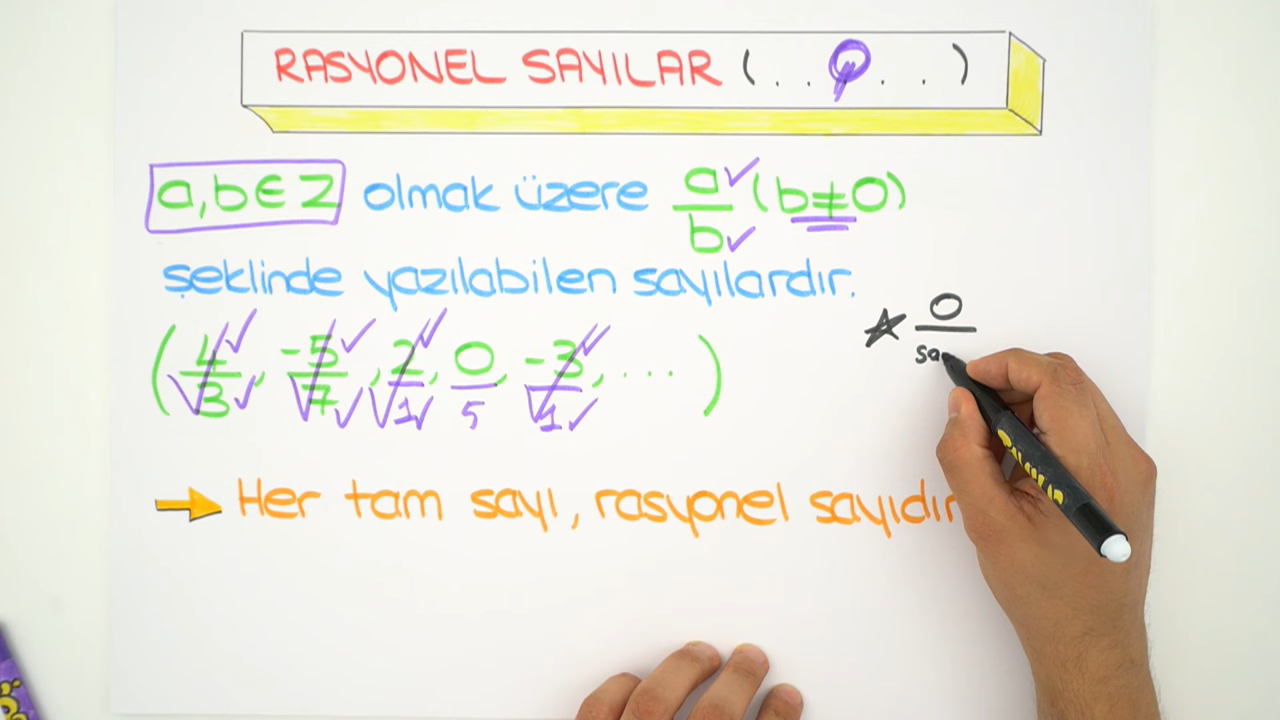 RASYONEL SAYILAR (. . Q . . )
a,b ∈ Z olmak üzere a/b (b≠0)
şeklinde yazılabilen sayılardır.
(4/3, -5/7, 2/1, 0/5, -3/1, ... )
0/sa
→ Her tam sayı, rasyonel sayıdır